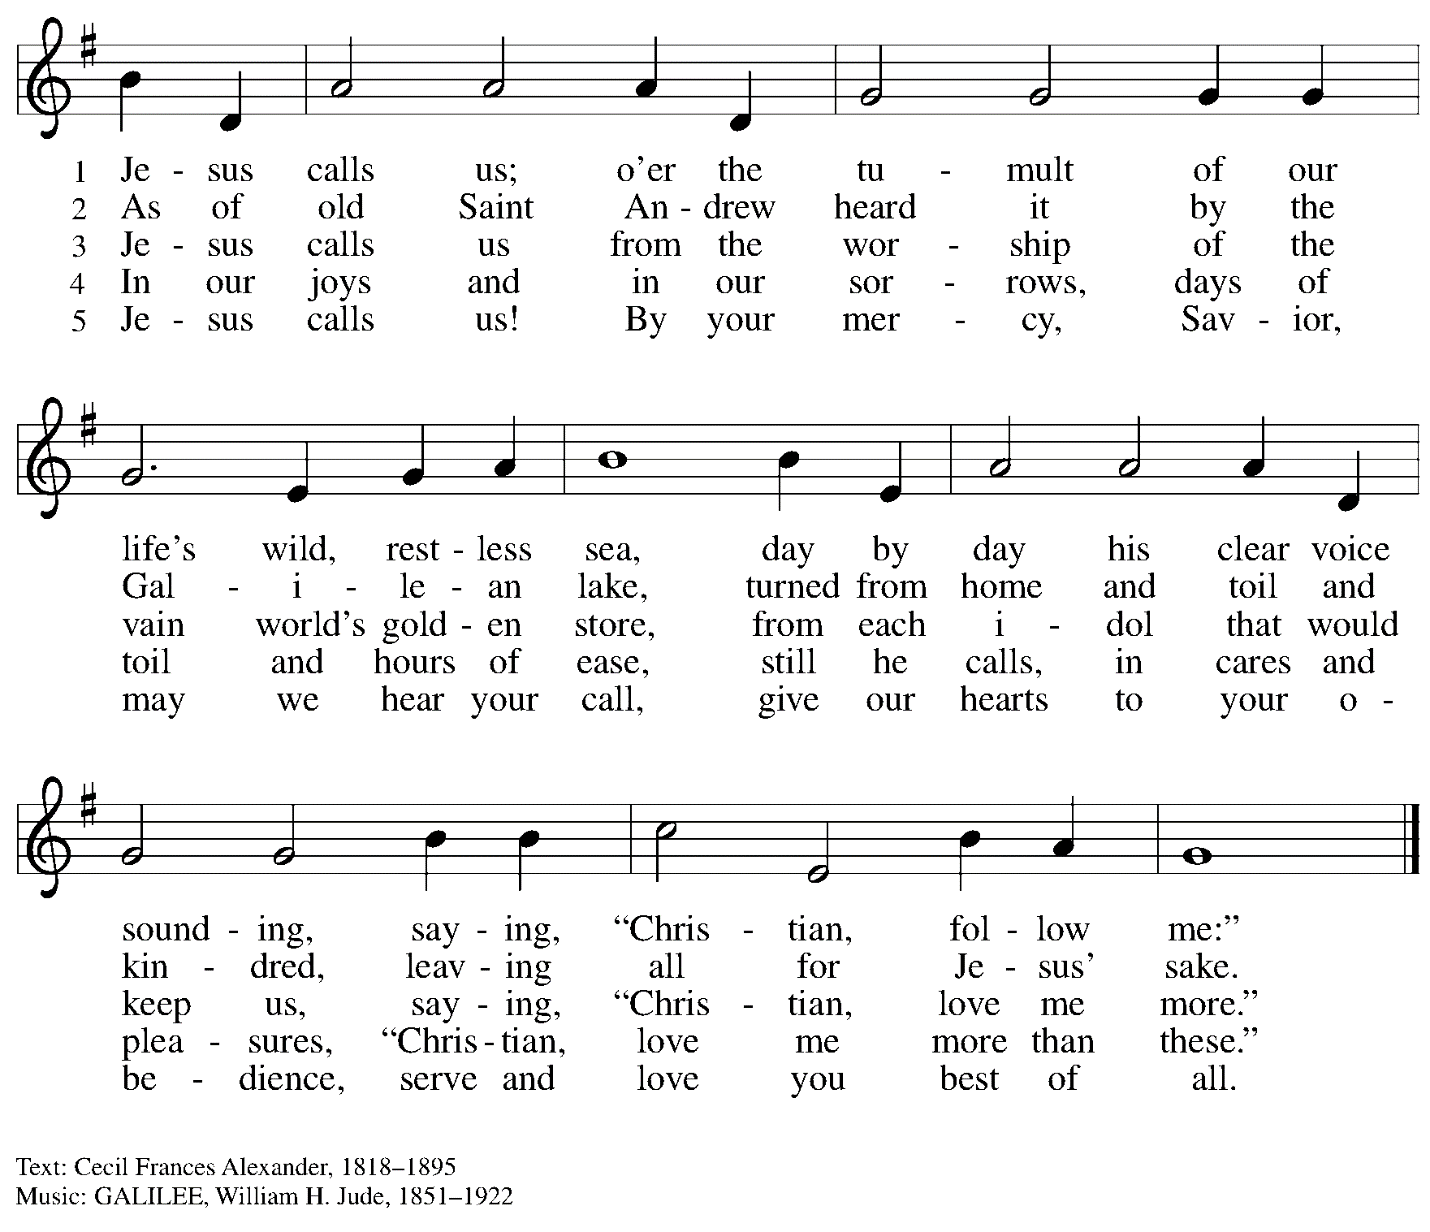 1 Je - sus calls us; o’er the tu - mult of our
2 As of old Saint An - drew heard it by the
3 Je - sus calls us from the wor - ship of the
4 In our joys and in our sor - rows, days of
5 Je - sus calls us! By your mer - cy, Sav - ior,
life’s wild, rest - less sea, day by day his clear voice
Gal - i - le - an lake, turned from home and toil and
vain world’s gold - en store, from each i - dol that would
toil and hours of ease, still he calls, in cares and
may we hear your call, give our hearts to your o -
sound - ing, say - ing, “Chris - tian, fol - low me:”
kin - dred, leav - ing all for Je - sus’ sake.
keep us, say - ing, “Chris - tian, love me more.”
plea - sures, “Chris - tian, love me more than these.”
be - dience, serve and love you best of all.
Text: Cecil Frances Alexander, 1818–1895
Music: GALILEE, William H. Jude, 1851–1922